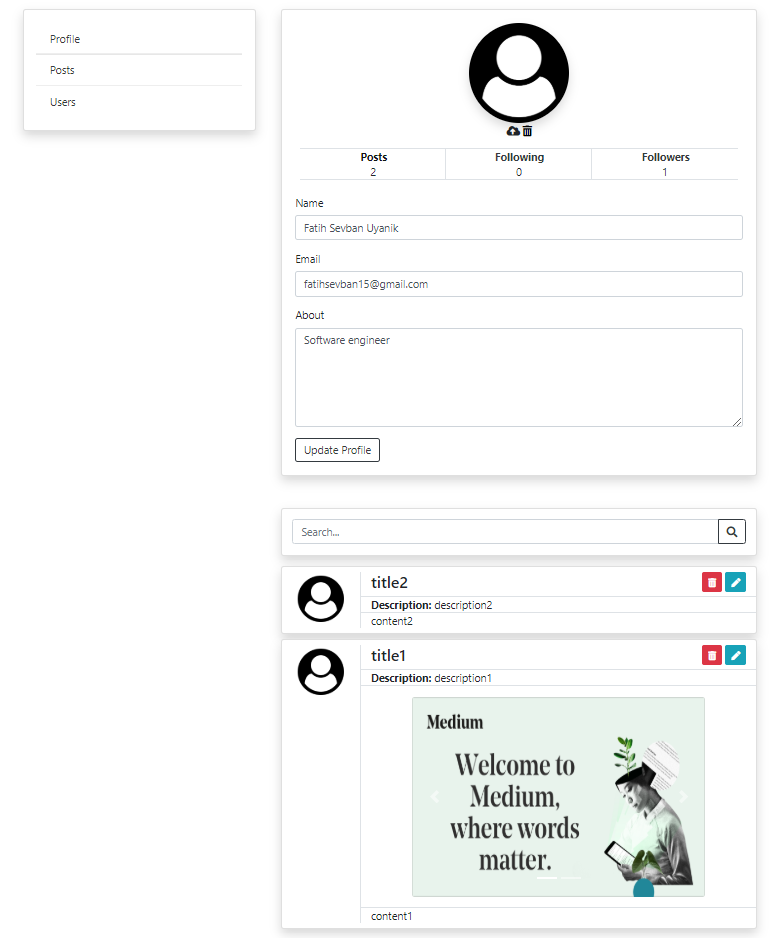 Profile
Posts
Users
Posts
Following
Followers
2
0
1
Name
Fatih Sevban Uyanik
Email
fatihsevban15@gmail.com
About
Software engineer
Update Profile
Search...
title2
Description: description2
content2
title1
Description: description1
Medium
Welcome to
Medium,
where words
matter.
content1